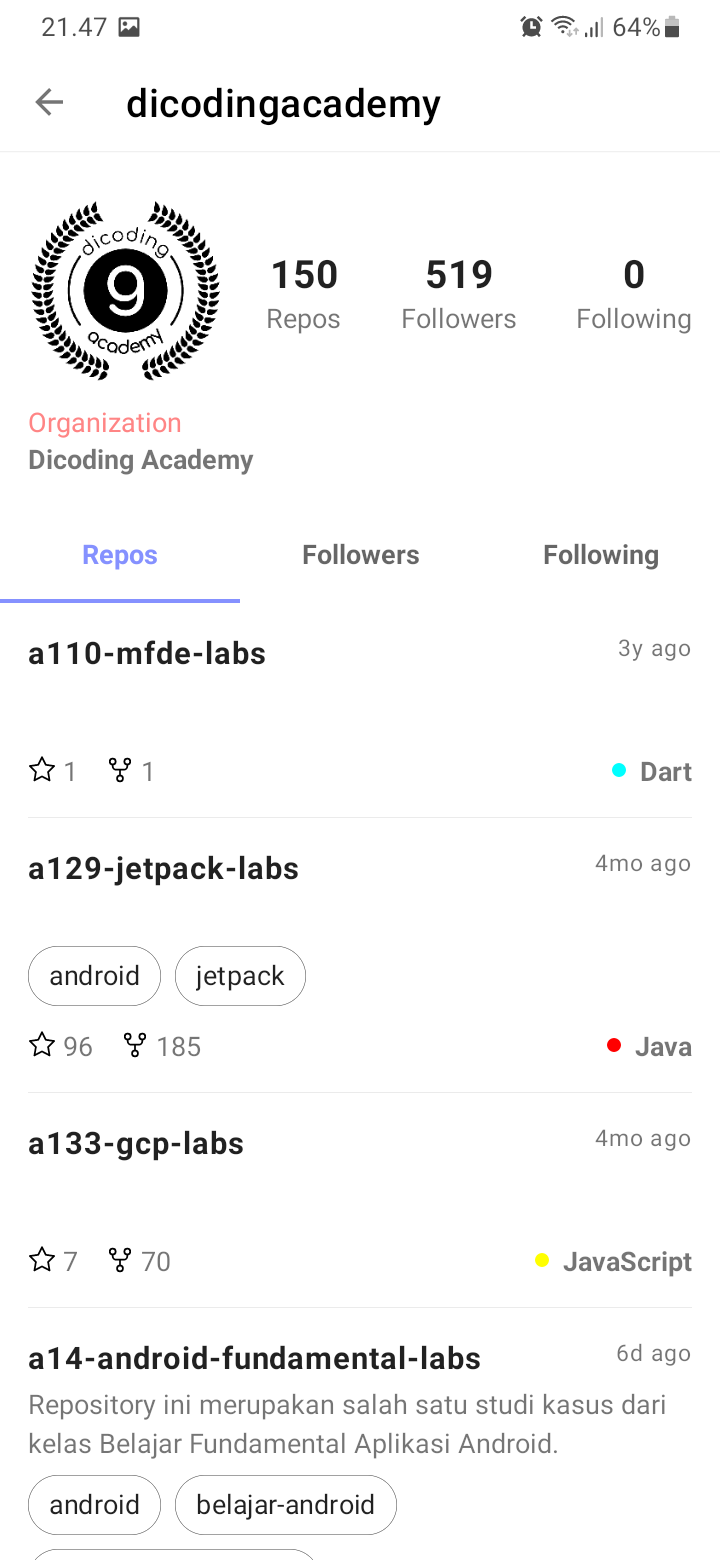 21.47 64%
dicodingacademy
dicoding
9
academy
150 519 0
Repos Followers Following
Organization
Dicoding Academy
Repos Followers Following
a110-mfde-labs 3y ago
1 1 Dart
a129-jetpack-labs 4mo ago
android jetpack
96 185 Java
a133-gcp-labs 4mo ago
7 70 JavaScript
a14-android-fundamental-labs 6d ago
Repository ini merupakan salah satu studi kasus dari
kelas Belajar Fundamental Aplikasi Android.
android belajar-android